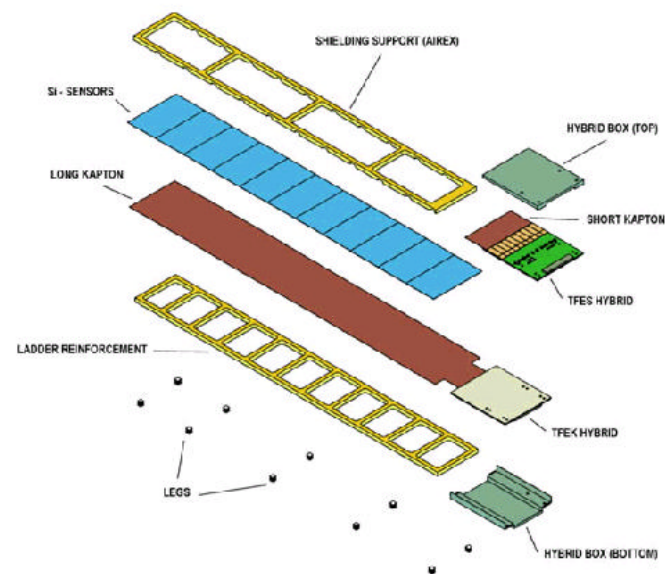 SHIELDING SUPPORT (AIREX)
Si - SENSORS
HYBRID BOX (TOP)
LONG KAPTON
SHORT KAPTON
TFES HYBRID
LADDER REINFORCEMENT
TFEK HYBRID
LEGS
HYBRID BOX (BOTTOM)